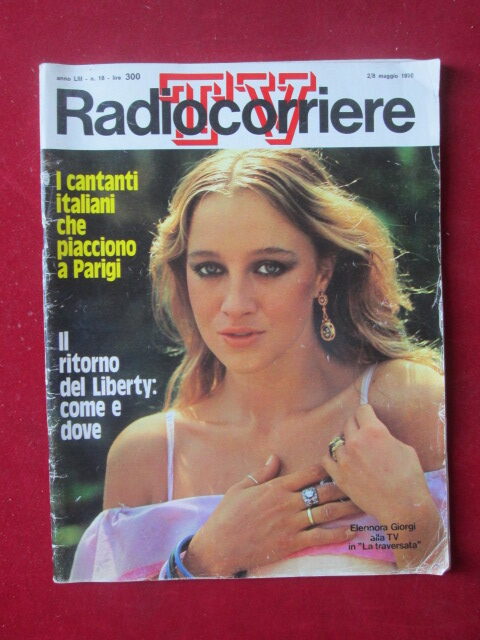 anno LIII - n. 18 - lire 300
2/8 maggio 1976
TV
Radiocorriere
I cantanti
italiani
che
piacciono
a Parigi
Il
ritorno
del Liberty:
come e
dove
Eleonora Giorgi
alla TV
in "La traversata"